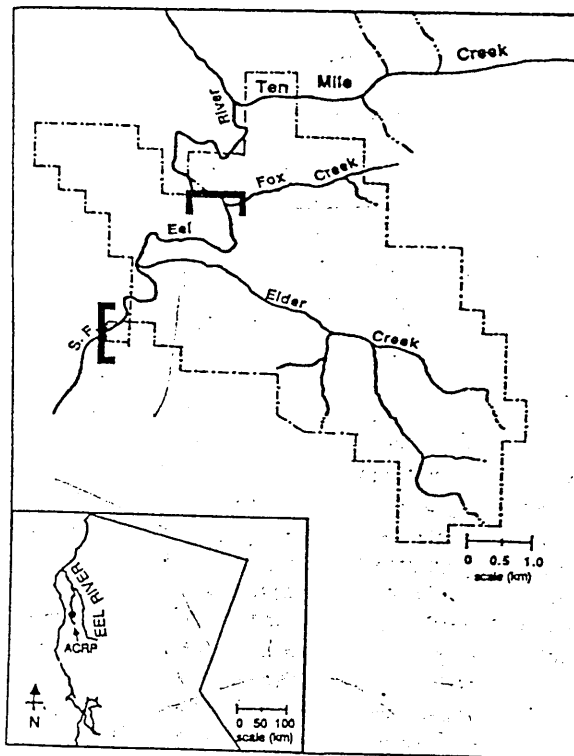 Creek
Mile
Ten
River
Fox Creek
Eel
Elder
Creek
S. F.
0 0.5 1.0
scale (km)
EEL RIVER
ACRP
N
0 50 100
scale (km)